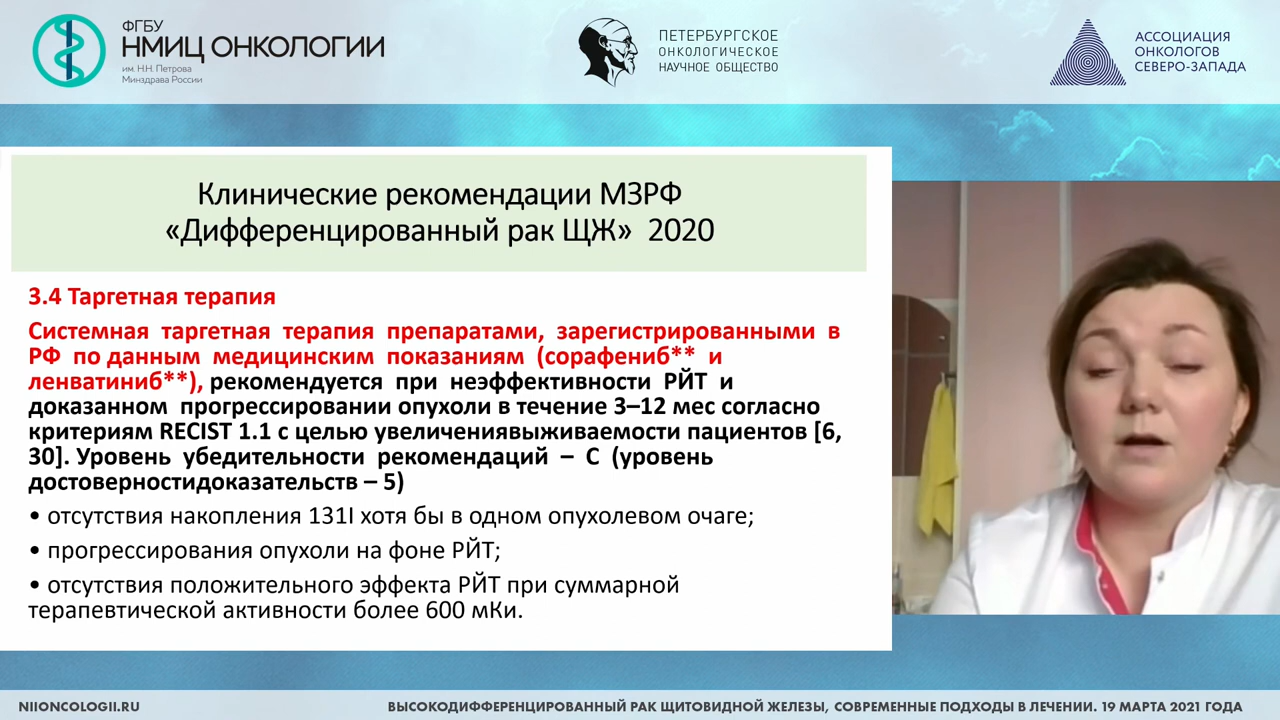 ФГБУ
НМИЦ ОНКОЛОГИИ
им. Н.Н. Петрова
Минздрава России
ПЕТЕРБУРГСКОЕ
ОНКОЛОГИЧЕСКОЕ
НАУЧНОЕ ОБЩЕСТВО
АССОЦИАЦИЯ
ОНКОЛОГОВ
СЕВЕРО-ЗАПАДА
Клинические рекомендации МЗРФ
«Дифференцированный рак ЩЖ» 2020
3.4 Таргетная терапия
Системная таргетная терапия препаратами, зарегистрированными в
РФ по данным медицинским показаниям (сорафениб** и
ленватиниб**), рекомендуется при неэффективности РЙТ и
доказанном прогрессировании опухоли в течение 3–12 мес согласно
критериям RECIST 1.1 с целью увеличениявыживаемости пациентов [6,
30]. Уровень убедительности рекомендаций – С (уровень
достоверностидоказательств – 5)
• отсутствия накопления 131I хотя бы в одном опухолевом очаге;
• прогрессирования опухоли на фоне РЙТ;
• отсутствия положительного эффекта РЙТ при суммарной
терапевтической активности более 600 мКи.
NIIONCOLOGII.RU
ВЫСОКОДИФФЕРЕНЦИРОВАННЫЙ РАК ЩИТОВИДНОЙ ЖЕЛЕЗЫ, СОВРЕМЕННЫЕ ПОДХОДЫ В ЛЕЧЕНИИ. 19 МАРТА 2021 ГОДА